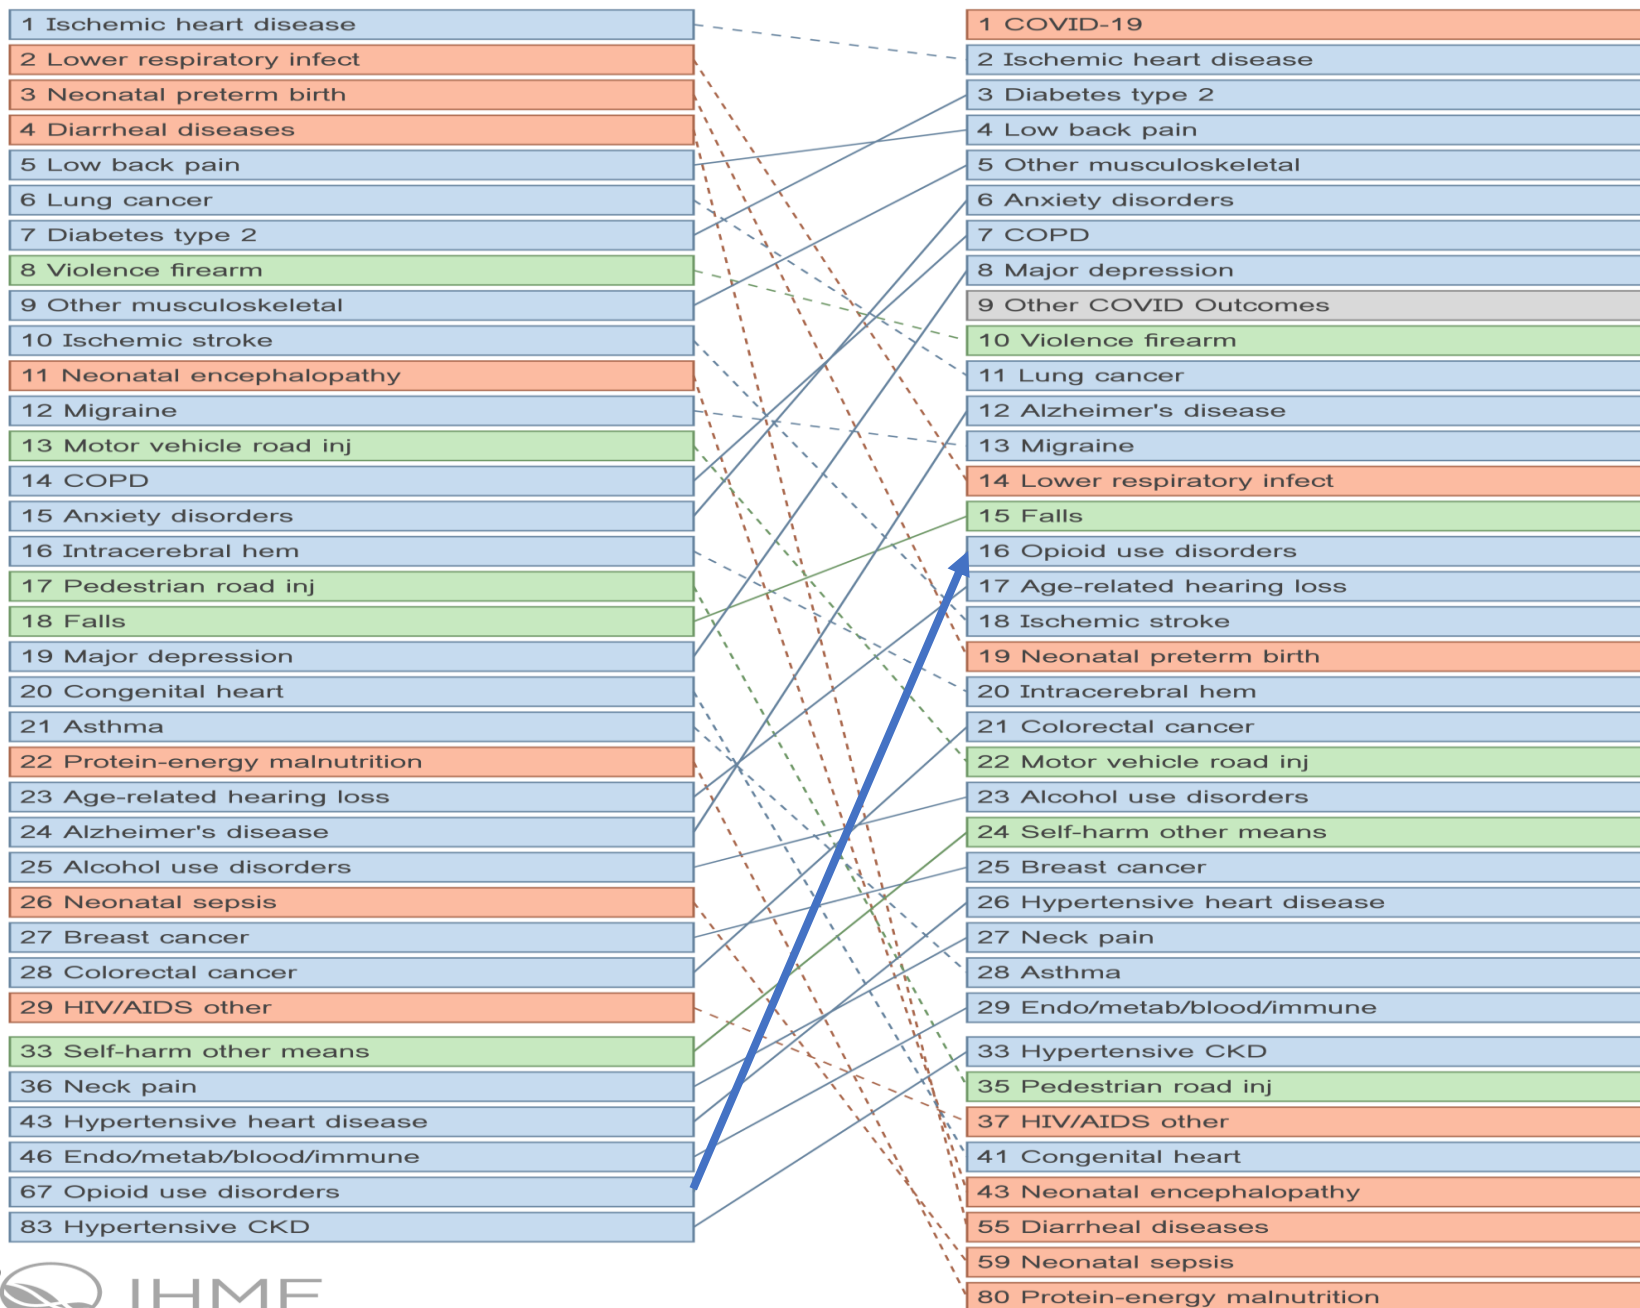 1 Ischemic heart disease
2 Lower respiratory infect
3 Neonatal preterm birth
4 Diarrheal diseases
5 Low back pain
6 Lung cancer
7 Diabetes type 2
8 Violence firearm
9 Other musculoskeletal
10 Ischemic stroke
11 Neonatal encephalopathy
12 Migraine
13 Motor vehicle road inj
14 COPD
15 Anxiety disorders
16 Intracerebral hem
17 Pedestrian road inj
18 Falls
19 Major depression
20 Congenital heart
21 Asthma
22 Protein-energy malnutrition
23 Age-related hearing loss
24 Alzheimer's disease
25 Alcohol use disorders
26 Neonatal sepsis
27 Breast cancer
28 Colorectal cancer
29 HIV/AIDS other
33 Self-harm other means
36 Neck pain
43 Hypertensive heart disease
46 Endo/metab/blood/immune
67 Opioid use disorders
83 Hypertensive CKD
IHME
1 COVID-19
2 Ischemic heart disease
3 Diabetes type 2
4 Low back pain
5 Other musculoskeletal
6 Anxiety disorders
7 COPD
8 Major depression
9 Other COVID Outcomes
10 Violence firearm
11 Lung cancer
12 Alzheimer's disease
13 Migraine
14 Lower respiratory infect
15 Falls
16 Opioid use disorders
17 Age-related hearing loss
18 Ischemic stroke
19 Neonatal preterm birth
20 Intracerebral hem
21 Colorectal cancer
22 Motor vehicle road inj
23 Alcohol use disorders
24 Self-harm other means
25 Breast cancer
26 Hypertensive heart disease
27 Neck pain
28 Asthma
29 Endo/metab/blood/immune
33 Hypertensive CKD
35 Pedestrian road inj
37 HIV/AIDS other
41 Congenital heart
43 Neonatal encephalopathy
55 Diarrheal diseases
59 Neonatal sepsis
80 Protein-energy malnutrition